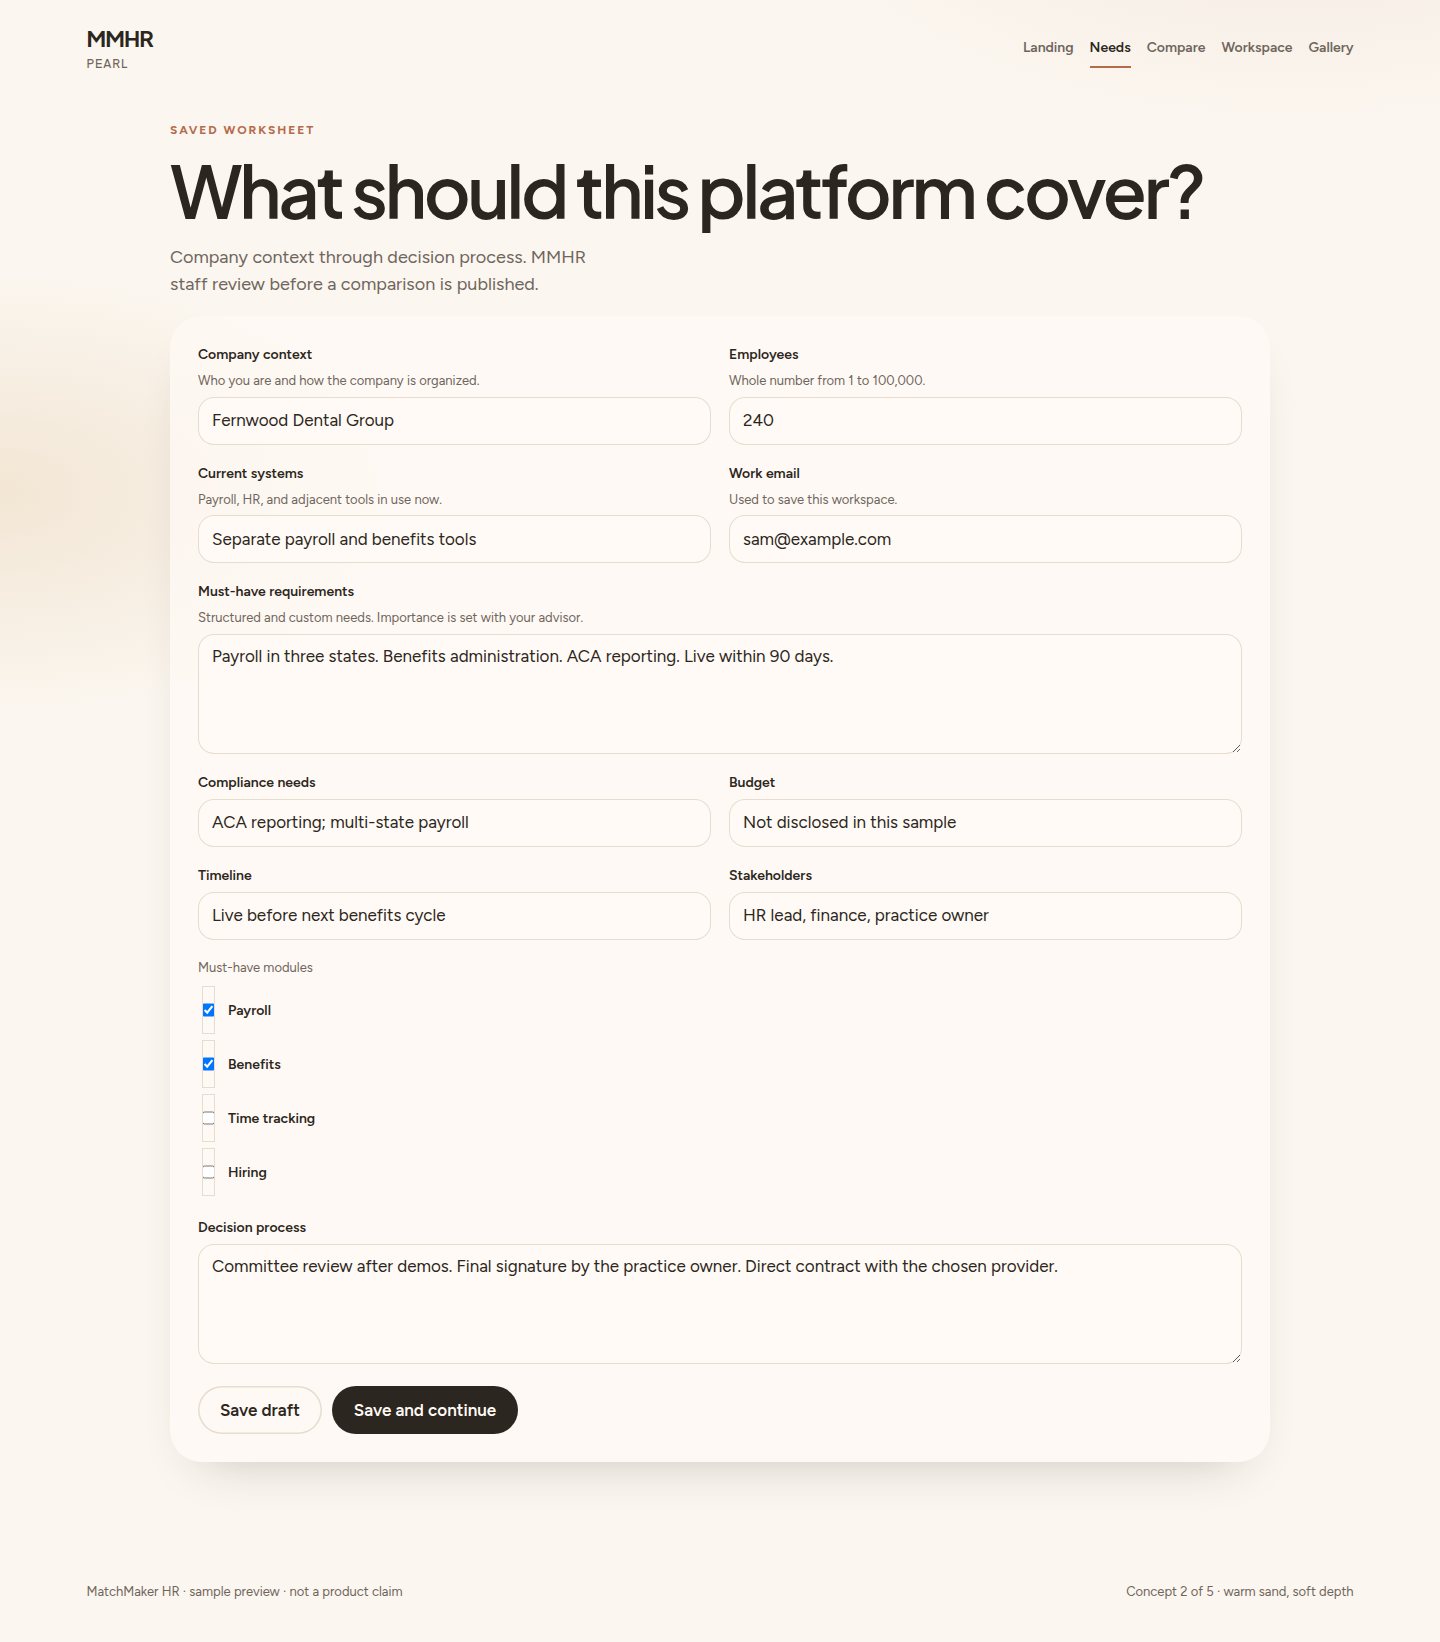 MMHR
PEARL
Landing Needs Compare Workspace Gallery
SAVED WORKSHEET
What should this platform cover?
Company context through decision process. MMHR
staff review before a comparison is published.
Company context
Who you are and how the company is organized.
Fernwood Dental Group
Employees
Whole number from 1 to 100,000.
240
Current systems
Payroll, HR, and adjacent tools in use now.
Separate payroll and benefits tools
Work email
Used to save this workspace.
sam@example.com
Must-have requirements
Structured and custom needs. Importance is set with your advisor.
Payroll in three states. Benefits administration. ACA reporting. Live within 90 days.
Compliance needs
ACA reporting; multi-state payroll
Budget
Not disclosed in this sample
Timeline
Live before next benefits cycle
Stakeholders
HR lead, finance, practice owner
Must-have modules
Payroll
Benefits
Time tracking
Hiring
Decision process
Committee review after demos. Final signature by the practice owner. Direct contract with the chosen provider.
Save draft
Save and continue
MatchMaker HR · sample preview · not a product claim
Concept 2 of 5 · warm sand, soft depth